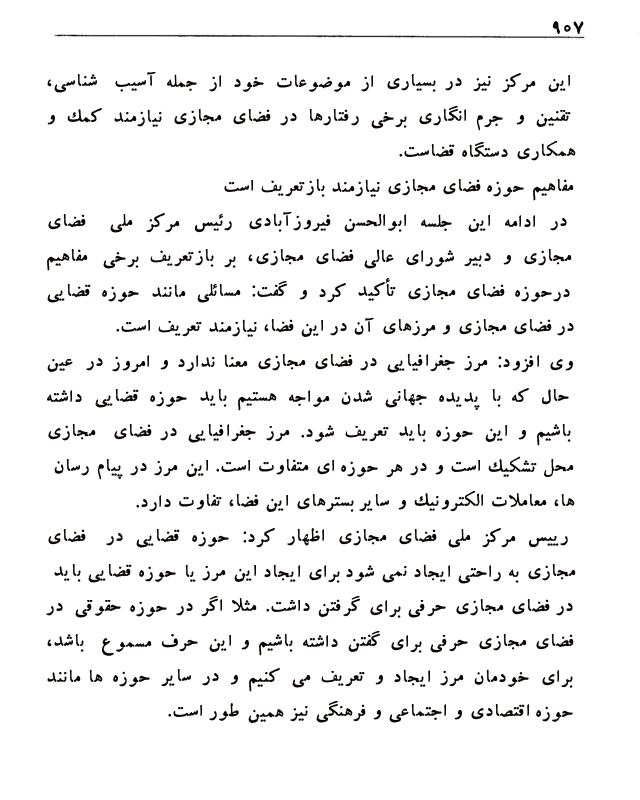 ۹۰۷
این مرکز نیز در بسیاری از موضوعات خود از جمله آسیب شناسی،
تقنین و جرم انگاری برخی رفتارها در فضای مجازی نیازمند کمك و
همکاری دستگاه قضاست.
مفاهیم حوزه فضای مجازی نیازمند بازتعریف است
در ادامه این جلسه ابوالحسن فیروزآبادی رئیس مرکز ملی فضای
مجازی و دبیر شورای عالی فضای مجازی، بر بازتعریف برخی مفاهیم
درحوزه فضای مجازی تأکید کرد و گفت: مسائلی مانند حوزه قضایی
در فضای مجازی و مرزهای آن در این فضا، نیازمند تعریف است.
وی افزود: مرز جغرافیایی در فضای مجازی معنا ندارد و امروز در عین
حال که با پدیده جهانی شدن مواجه هستیم باید حوزه قضایی داشته
باشیم و این حوزه باید تعریف شود. مرز جغرافیایی در فضای مجازی
محل تشکیك است و در هر حوزه ای متفاوت است. این مرز در پیام رسان
ها، معاملات الکترونیك و سایر بسترهای این فضا، تفاوت دارد.
رییس مرکز ملی فضای مجازی اظهار کرد: حوزه قضایی در فضای
مجازی به راحتی ایجاد نمی شود برای ایجاد این مرز یا حوزه قضایی باید
در فضای مجازی حرفی برای گرفتن داشت. مثلا اگر در حوزه حقوقی در
فضای مجازی حرفی برای گفتن داشته باشیم و این حرف مسموع باشد،
برای خودمان مرز ایجاد و تعریف می کنیم و در سایر حوزه ها مانند
حوزه اقتصادی و اجتماعی و فرهنگی نیز همین طور است.